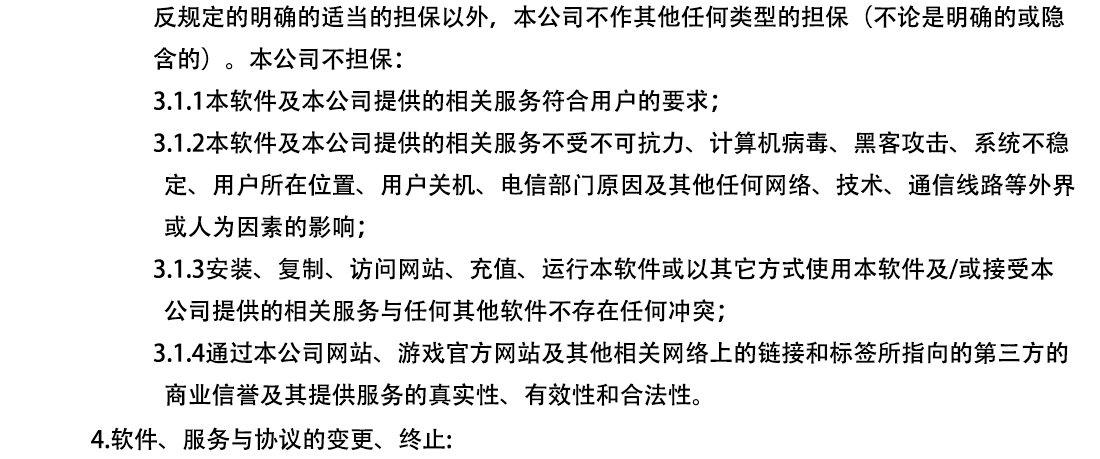 反规定的明确的适当的担保以外，本公司不作其他任何类型的担保（不论是明确的或隐
含的）。本公司不担保：
3.1.1本软件及本公司提供的相关服务符合用户的要求；
3.1.2本软件及本公司提供的相关服务不受不可抗力、计算机病毒、黑客攻击、系统不稳
定、用户所在位置、用户关机、电信部门原因及其他任何网络、技术、通信线路等外界
或人为因素的影响；
3.1.3安装、复制、访问网站、充值、运行本软件或以其它方式使用本软件及/或接受本
公司提供的相关服务与任何其他软件不存在任何冲突；
3.1.4通过本公司网站、游戏官方网站及其他相关网络上的链接和标签所指向的第三方的
商业信誉及其提供服务的真实性、有效性和合法性。
4.软件、服务与协议的变更、终止: